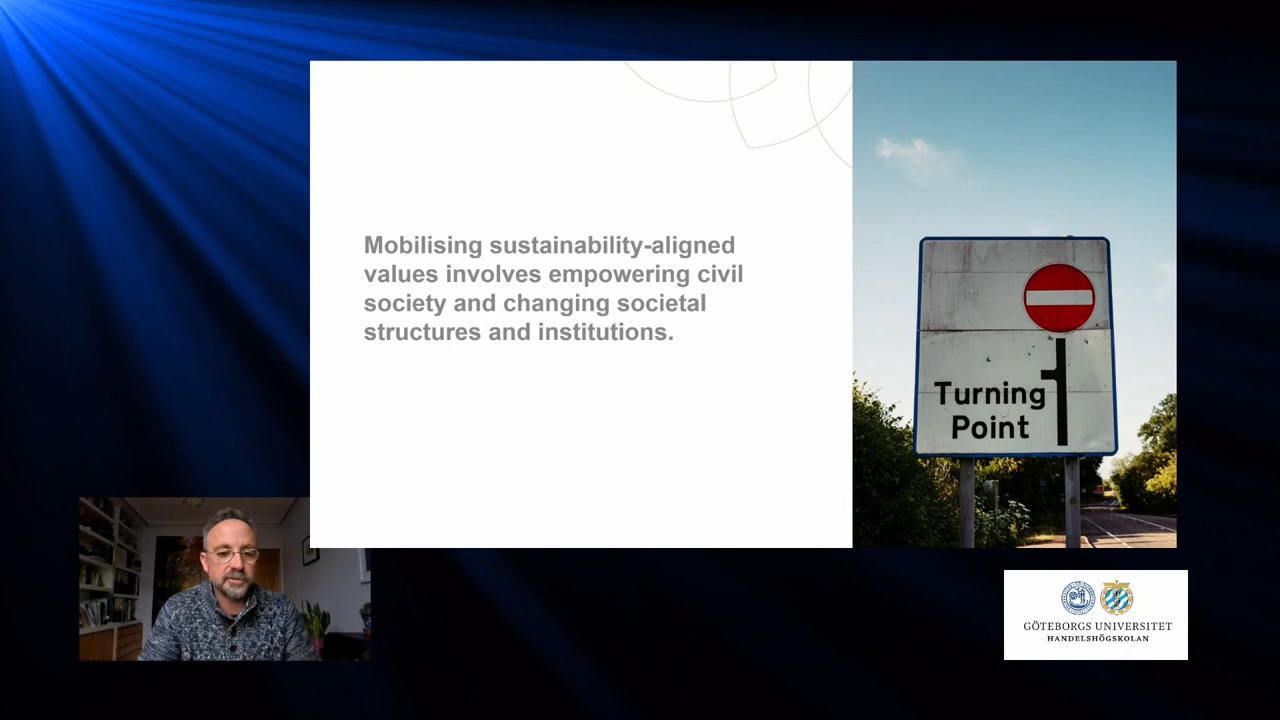 Mobilising sustainability-aligned
values involves empowering civil
society and changing societal
structures and institutions.
Turning
Point
GÖTEBORGS UNIVERSITET
HANDELSHÖGSKOLAN